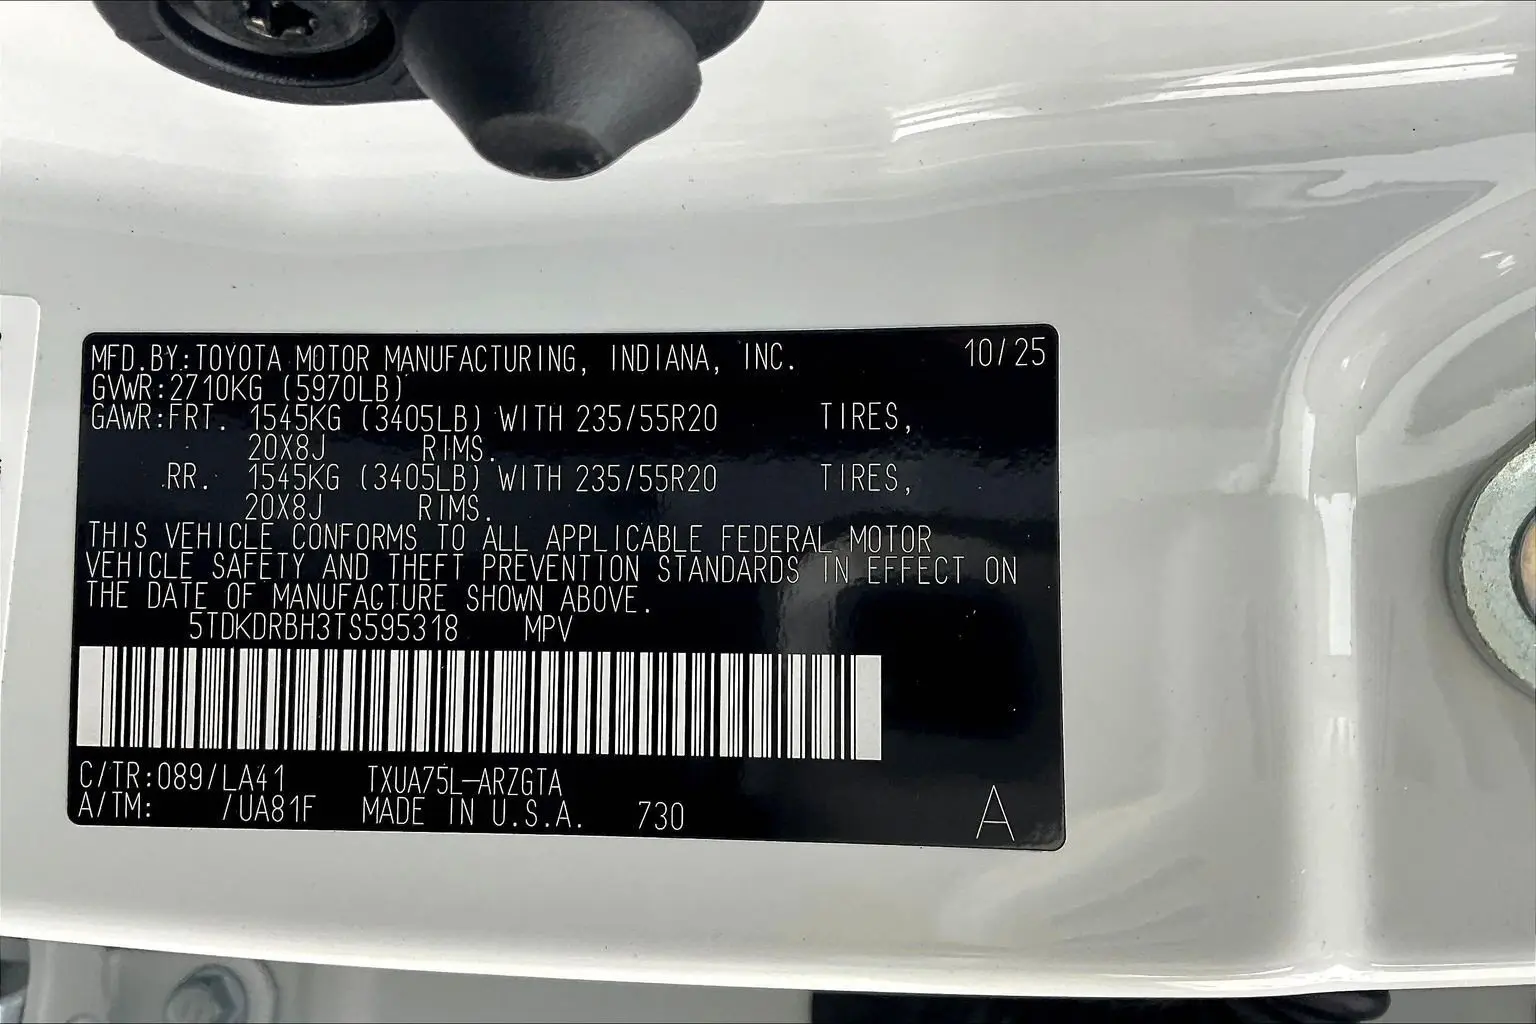 MFD.BY:TOYOTA MOTOR MANUFACTURING, INDIANA, INC. 10/25
GVWR:2710KG (5970LB)
GAWR:FRT. 1545KG (3405LB) WITH 235/55R20 TIRES,
20X8J RIMS.
RR. 1545KG (3405LB) WITH 235/55R20 TIRES,
20X8J RIMS.
THIS VEHICLE CONFORMS TO ALL APPLICABLE FEDERAL MOTOR
VEHICLE SAFETY AND THEFT PREVENTION STANDARDS IN EFFECT ON
THE DATE OF MANUFACTURE SHOWN ABOVE.
5TDKDRBH3TS595318 MPV
C/TR:089/LA41 TXUA75L-ARZGTA
A/TM: /UA81F MADE IN U.S.A. 730 A